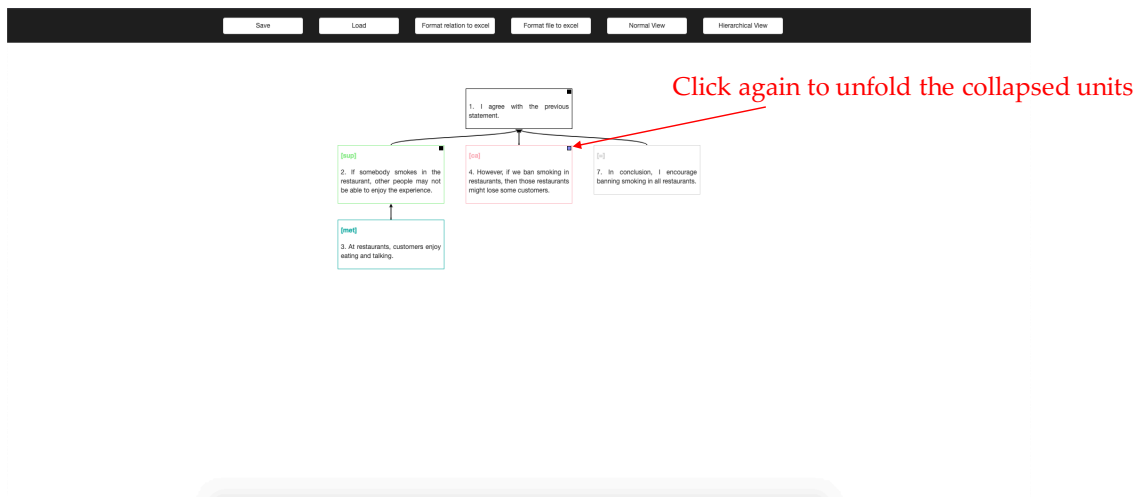 Save Load Format relation to excel Format file to excel Normal View Hierarchical View
Click again to unfold the collapsed units
1. I agree with the previous
statement.
[sup]
2. If somebody smokes in the
restaurant, other people may not
be able to enjoy the experience.
[ca]
4. However, if we ban smoking in
restaurants, then those restaurants
might lose some customers.
[=]
7. In conclusion, I encourage
banning smoking in all restaurants.
[met]
3. At restaurants, customers enjoy
eating and talking.